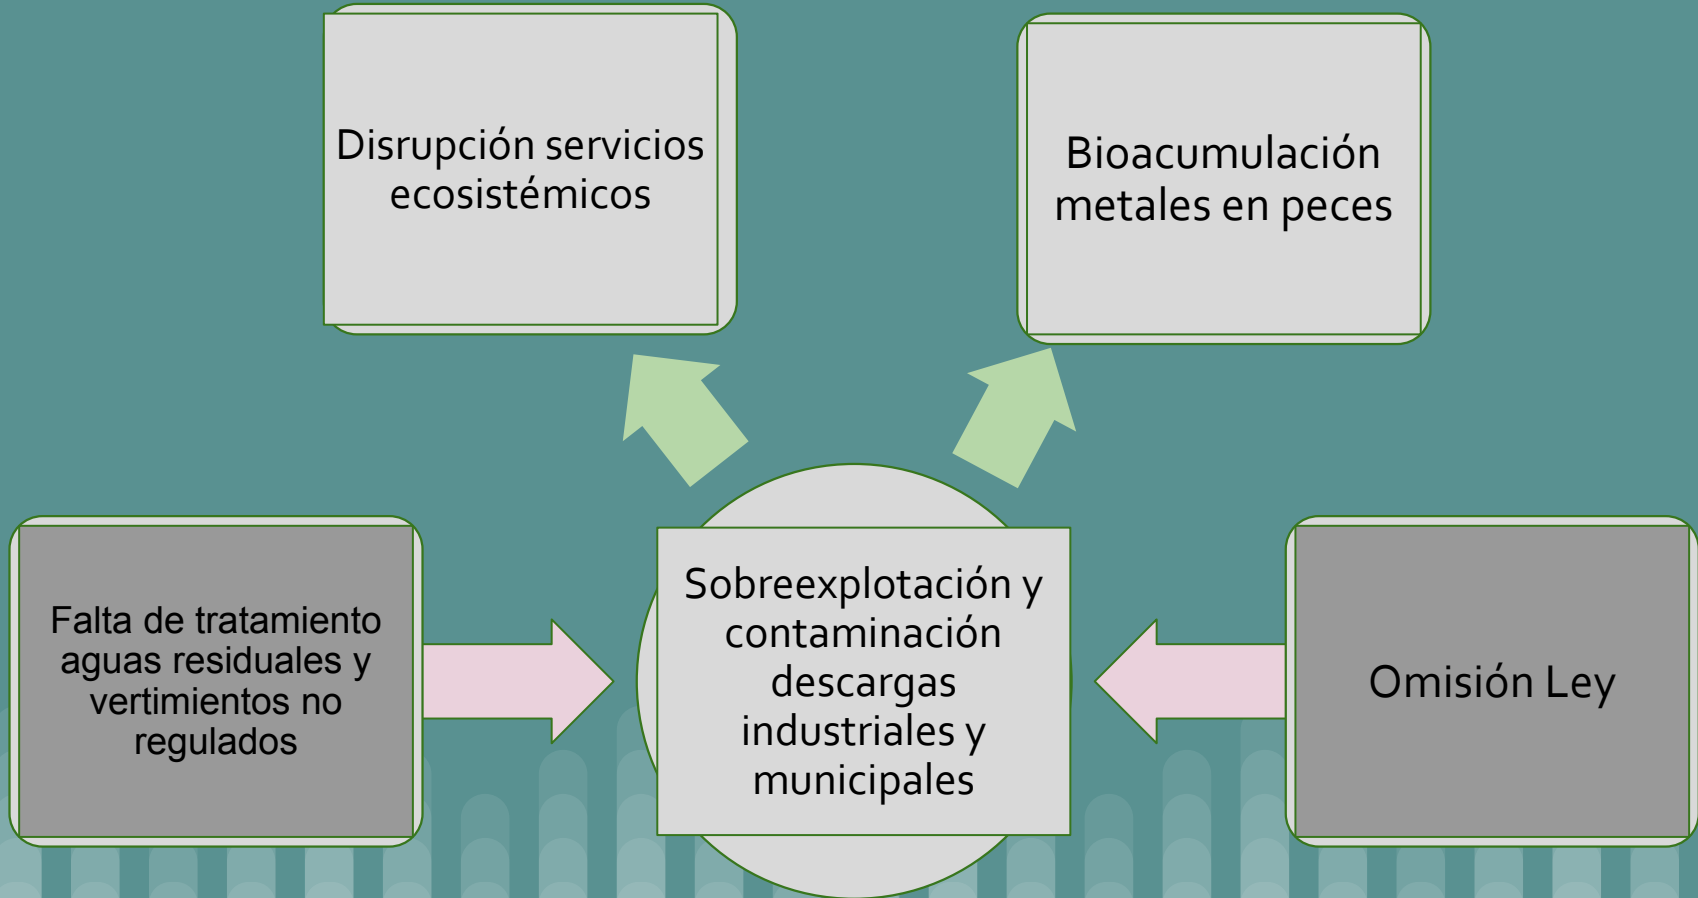 Disrupción servicios
ecosistémicos
Bioacumulación
metales en peces
Falta de tratamiento
aguas residuales y
vertimientos no
regulados
Sobreexplotación y
contaminación
descargas
industriales y
municipales
Omisión Ley